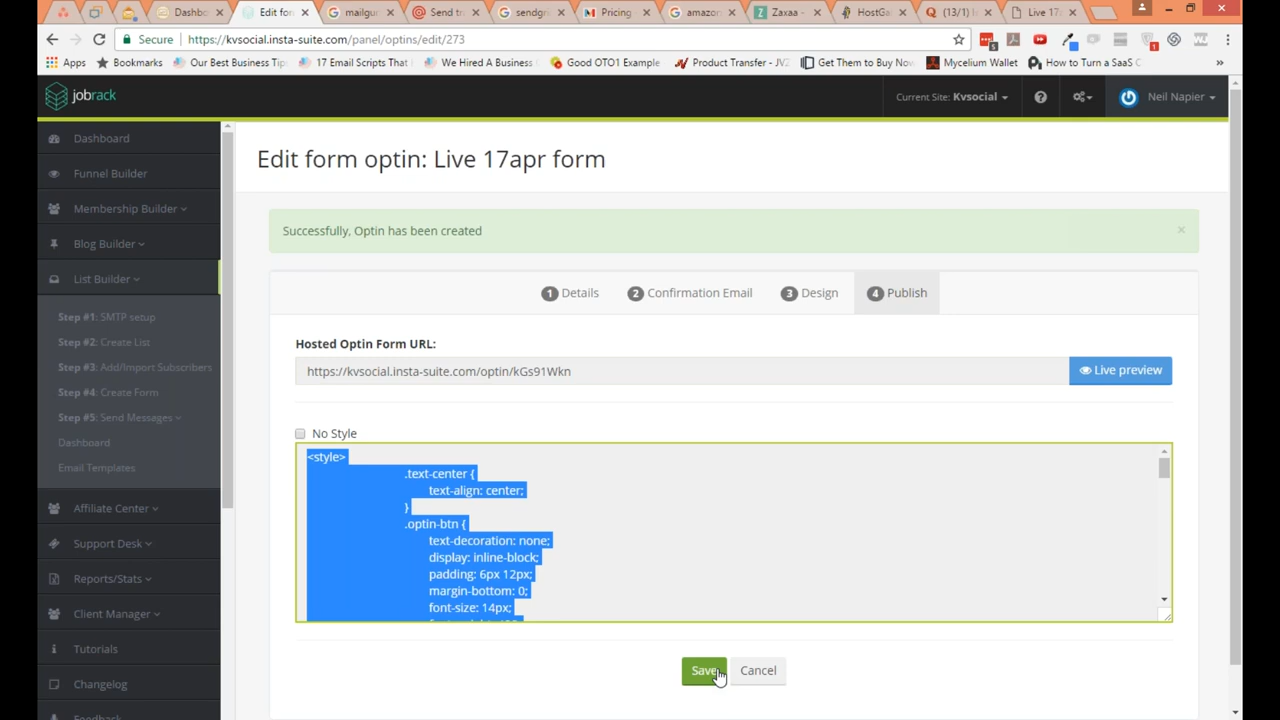 Dashbo
Edit for
mailgur
Send tr
sendgri
Pricing
amazon
Zaxaa -
HostGa
(13/1) I
Live 17
Secure
https://kvsocial.insta-suite.com/panel/optins/edit/273
Apps
Bookmarks
Our Best Business Tip
17 Email Scripts That
We Hired A Business
Good OTO1 Example
Product Transfer - JVZ
Get Them to Buy Now
Mycelium Wallet
How to Turn a SaaS C
»
jobrack
Current Site: Kvsocial
Neil Napier
Dashboard
Funnel Builder
Membership Builder
Blog Builder
List Builder
Step #1: SMTP setup
Step #2: Create List
Step #3: Add/Import Subscribers
Step #4: Create Form
Step #5: Send Messages
Dashboard
Email Templates
Affiliate Center
Support Desk
Reports/Stats
Client Manager
Tutorials
Changelog
Feedback
Edit form optin: Live 17apr form
Successfully, Optin has been created
×
1 Details
2 Confirmation Email
3 Design
4 Publish
Hosted Optin Form URL:
https://kvsocial.insta-suite.com/optin/kGs91Wkn
Live preview
No Style
<style>
.text-center {
text-align: center;
}
.optin-btn {
text-decoration: none;
display: inline-block;
padding: 6px 12px;
margin-bottom: 0;
font-size: 14px;
Save
Cancel